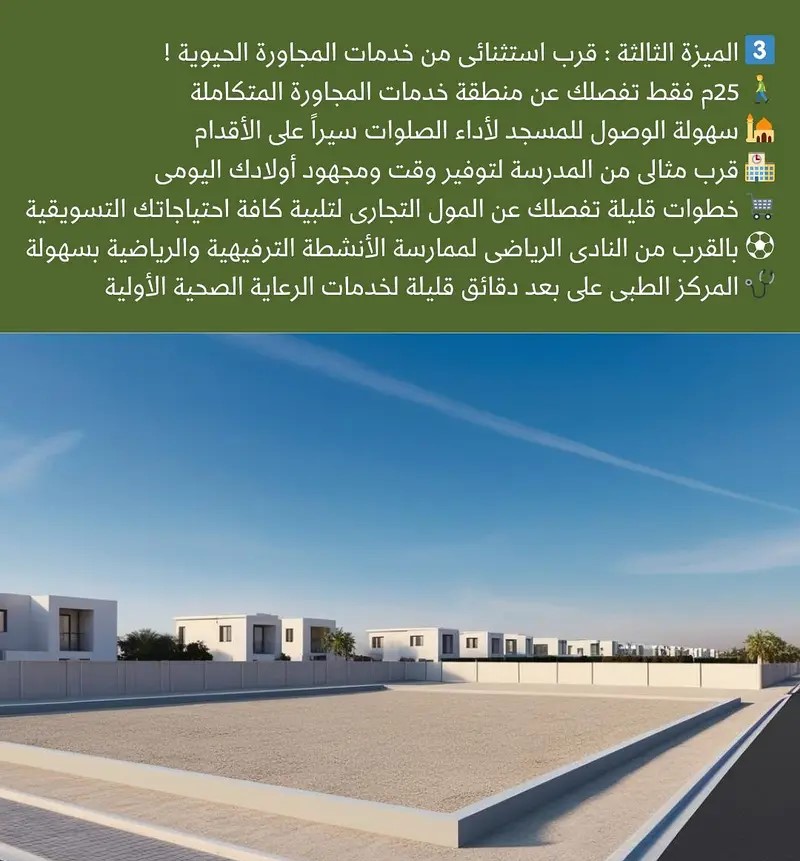 3️⃣ الميزة الثالثة : قرب استثنائى من خدمات المجاورة الحيوية !
🚶 25م فقط تفصلك عن منطقة خدمات المجاورة المتكاملة
🕌 سهولة الوصول للمسجد لأداء الصلوات سيراً على الأقدام
🏫 قرب مثالى من المدرسة لتوفير وقت ومجهود أولادك اليومى
🛒 خطوات قليلة تفصلك عن المول التجارى لتلبية كافة احتياجاتك التسويقية
⚽ بالقرب من النادى الرياضى لممارسة الأنشطة الترفيهية والرياضية بسهولة
🩺 المركز الطبى على بعد دقائق قليلة لخدمات الرعاية الصحية الأولية